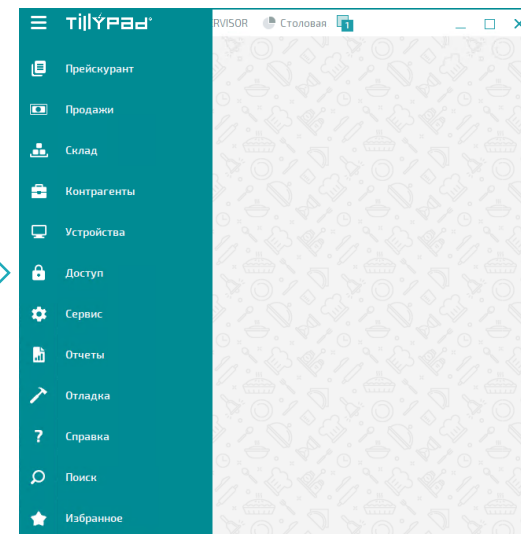 TillyPad
RVISOR Столовая 1
Прейскурант
Продажи
Склад
Контрагенты
Устройства
Доступ
Сервис
Отчеты
Отладка
Справка
Поиск
Избранное